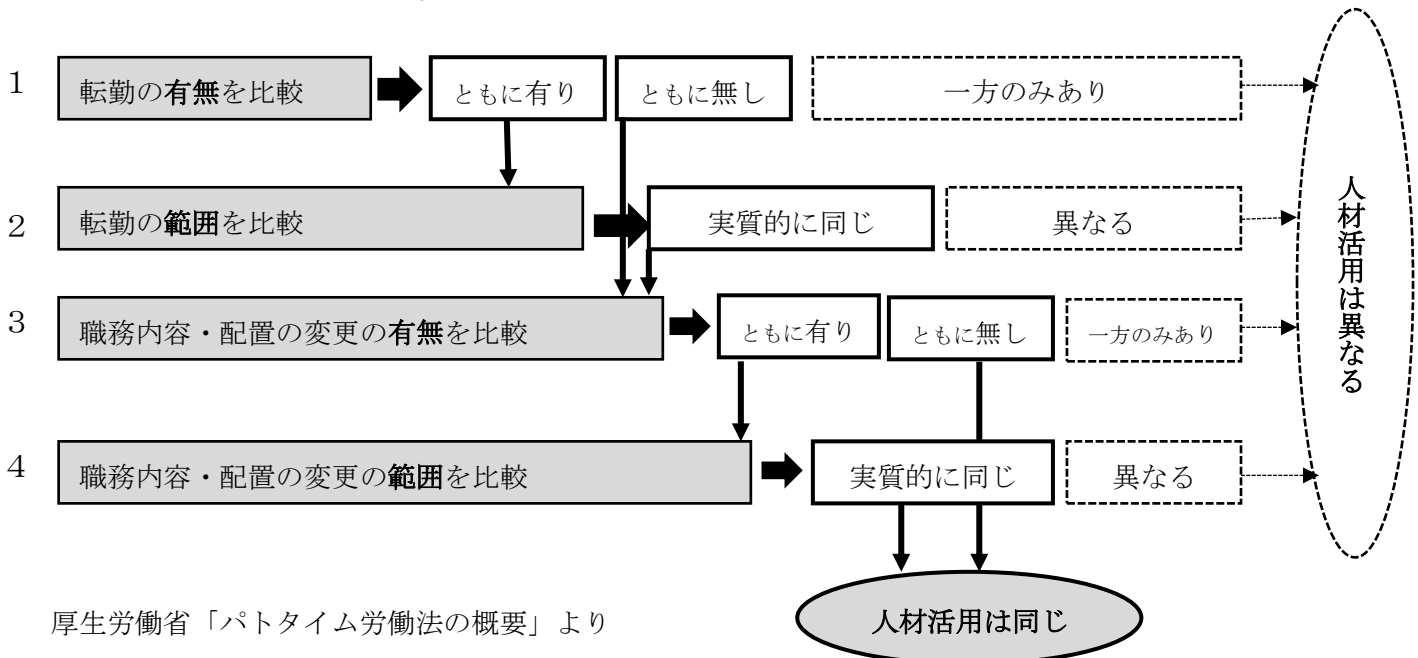 1
転勤の有無を比較
ともに有り
ともに無し
一方のみあり
2
転勤の範囲を比較
実質的に同じ
異なる
3
職務内容・配置の変更の有無を比較
ともに有り
ともに無し
一方のみあり
4
職務内容・配置の変更の範囲を比較
実質的に同じ
異なる
人材活用は異なる
人材活用は同じ
厚生労働省「パトタイム労働法の概要」より